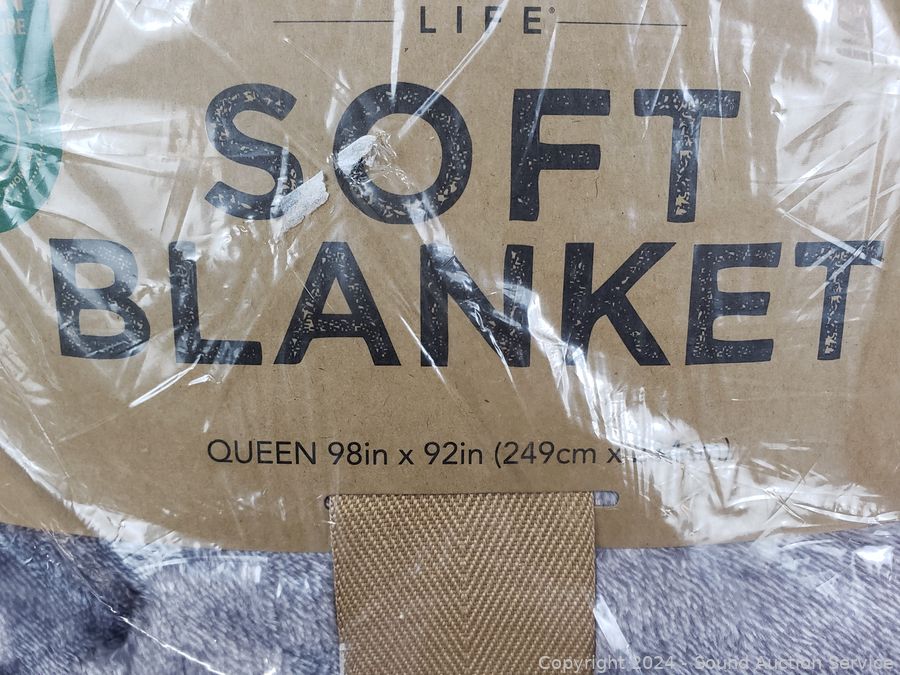 LIFE®
SOFT
BLANKET
QUEEN 98in x 92in (249cm x
Copyright 2024 - Sound Auction Service